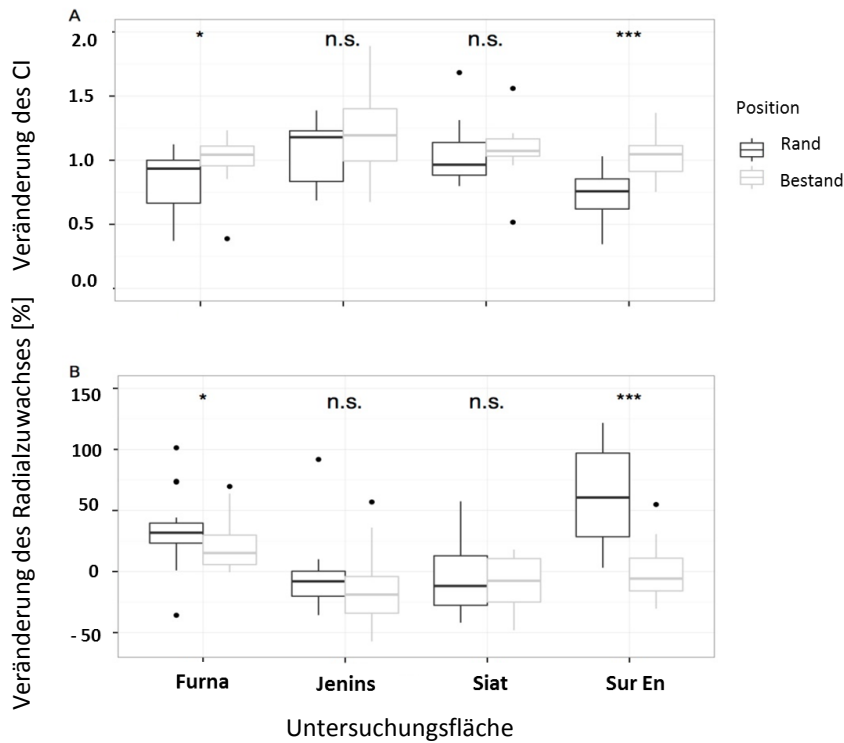 A
*
n.s.
n.s.
***
2.0
1.5
1.0
0.5
0.0
Veränderung des CI
Position
Rand
Bestand
B
*
n.s.
n.s.
***
150
100
50
0
- 50
Veränderung des Radialzuwachses [%]
Furna
Jenins
Siat
Sur En
Untersuchungsfläche